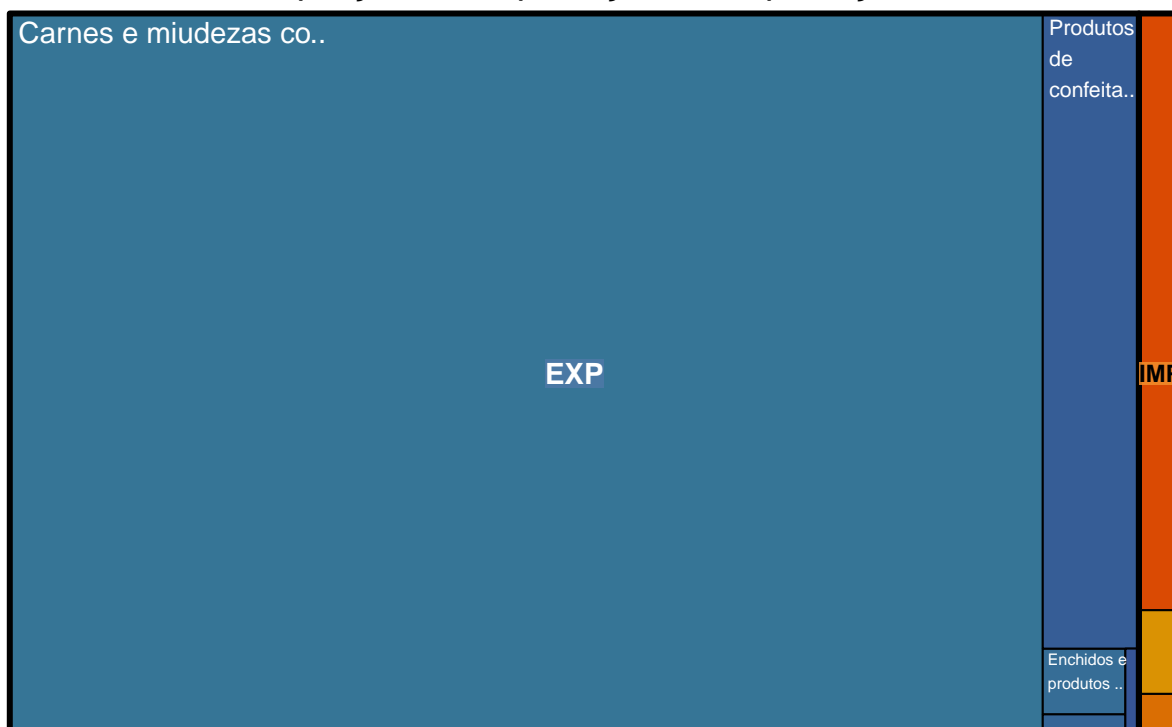 Carnes e miudezas co..
Produtos
de
confeita..
EXP
Enchidos e
produtos ..